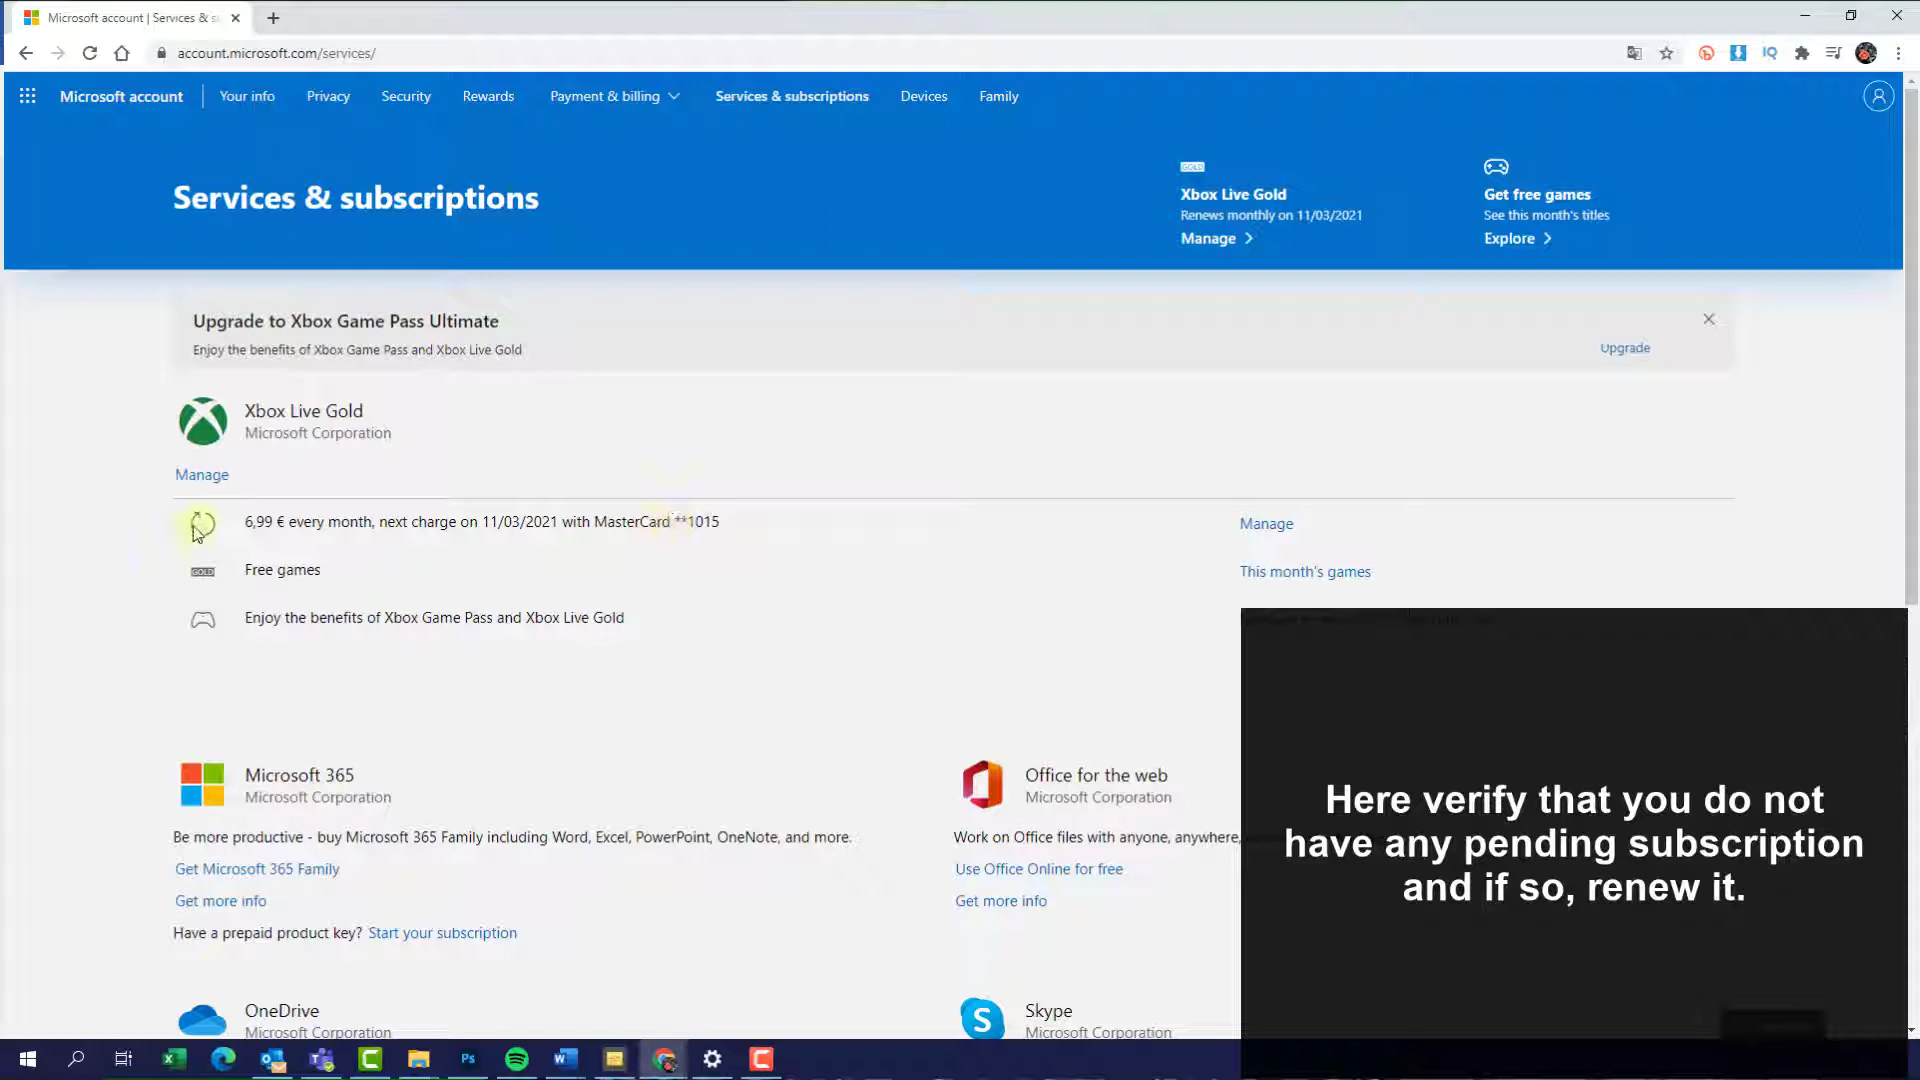 Microsoft account | Services & s
account.microsoft.com/services/
IQ
Microsoft account
Your info
Privacy
Security
Rewards
Payment & billing
Services & subscriptions
Devices
Family
Services & subscriptions
GOLD
Xbox Live Gold
Renews monthly on 11/03/2021
Manage
Get free games
See this month's titles
Explore
Upgrade to Xbox Game Pass Ultimate
Enjoy the benefits of Xbox Game Pass and Xbox Live Gold
Upgrade
Xbox Live Gold
Microsoft Corporation
Manage
6,99 € every month, next charge on 11/03/2021 with MasterCard **1015
Manage
GOLD
Free games
This month's games
Enjoy the benefits of Xbox Game Pass and Xbox Live Gold
Microsoft 365
Microsoft Corporation
Be more productive - buy Microsoft 365 Family including Word, Excel, PowerPoint, OneNote, and more.
Get Microsoft 365 Family
Get more info
Have a prepaid product key? Start your subscription
Office for the web
Microsoft Corporation
Work on Office files with anyone, anywhere,
Use Office Online for free
Get more info
OneDrive
Microsoft Corporation
Skype
Microsoft Corporation
Here verify that you do not
have any pending subscription
and if so, renew it.
Ps